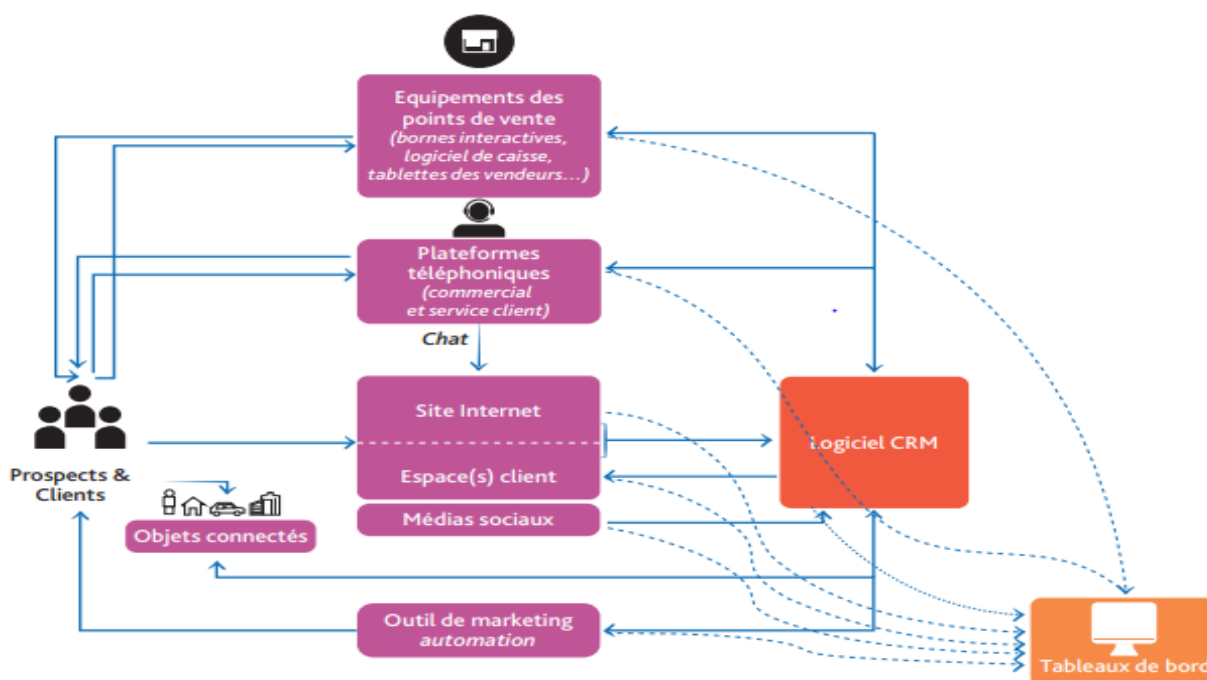 Equipements des
points de vente
(bornes interactives,
logiciel de caisse,
tablettes des vendeurs...)
Plateformes
téléphoniques
(commercial
et service client)
Chat
Site Internet
Logiciel CRM
Espace(s) client
Prospects &
Clients
Médias sociaux
Objets connectés
Outil de marketing
automation
Tableaux de bord